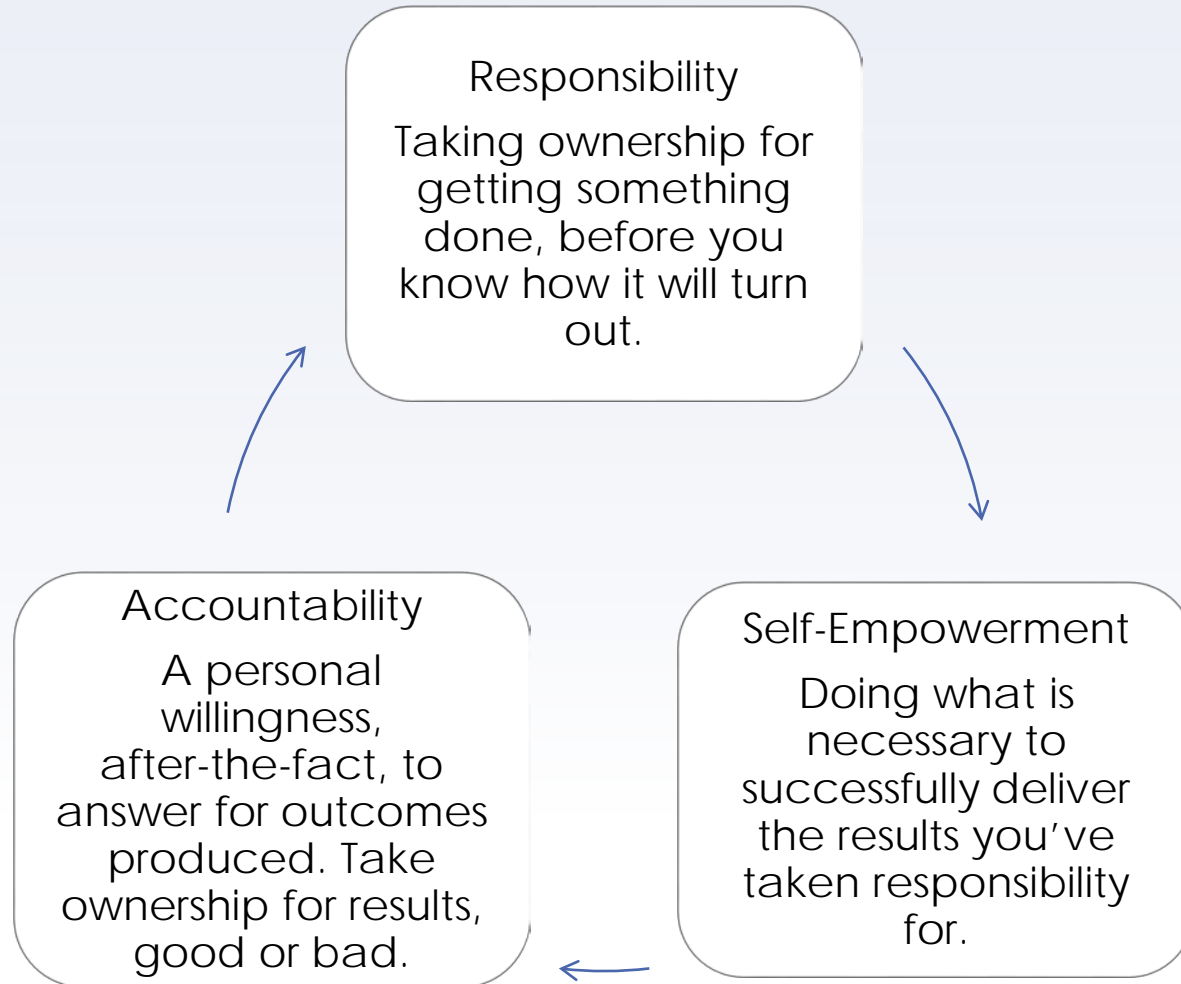 Responsibility
Taking ownership for
getting something
done, before you
know how it will turn
out.
Accountability
A personal
willingness,
after-the-fact, to
answer for outcomes
produced. Take
ownership for results,
good or bad.
Self-Empowerment
Doing what is
necessary to
successfully deliver
the results you’ve
taken responsibility
for.